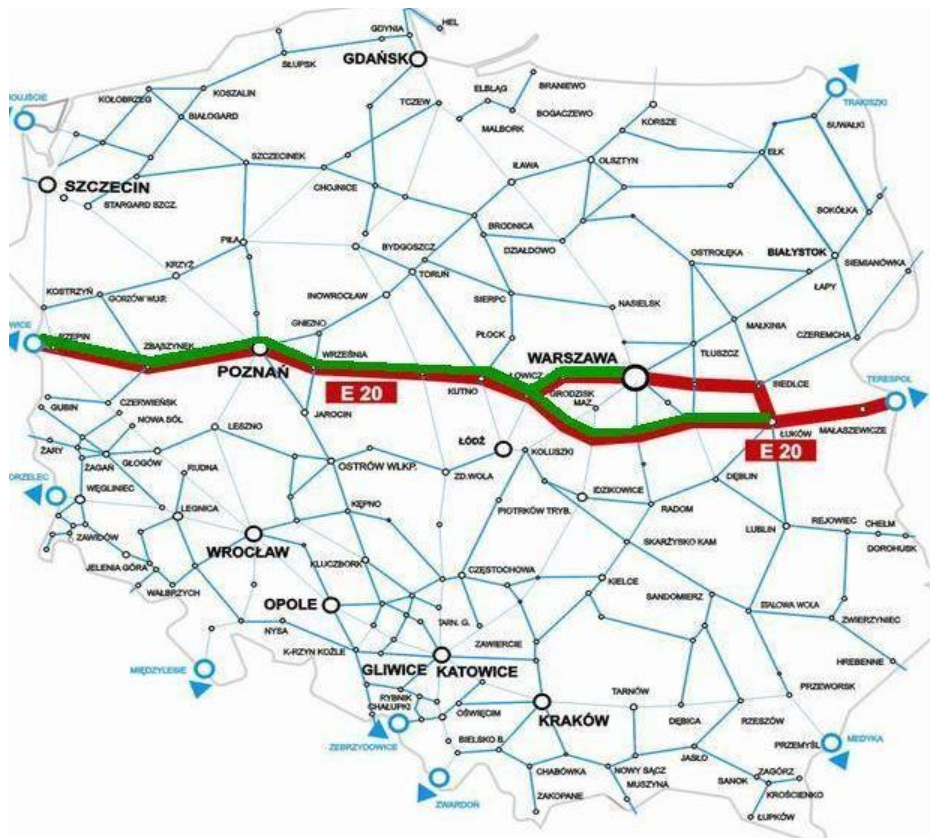 HEL
GDYNIA
GDAŃSK
SŁUPSK
OUJŚCIE
KOŁOBRZEG
KOSZALIN
BIAŁOGARD
TCZEW
ELBLĄG
BRANIEWO
BOGACZEWO
MALBORK
KORSZE
TRAKISZKI
SUWAŁKI
EŁK
SZCZECINEK
CHOJNICE
IŁAWA
OLSZTYN
SZCZECIN
STARGARD SZCZ.
SOKÓŁKA
PIŁA
BRODNICA
DZIAŁDOWO
BYDGOSZCZ
TORUN
OSTROŁĘKA
BIAŁYSTOK
SIEMIANÓWKA
ŁAPY
KRZYŻ
KOSTRZYŃ
GORZÓW WLKP.
INOWROCŁAW
SIERPC
NASIELSK
GNIEZNO
PŁOCK
MAŁKINIA
CZEREMCHA
OWICE
RZEPIN
ZBĄSZYNEK
POZNAŃ
WRZEŚNIA
WARSZAWA
TŁUSZCZ
ŁOWICZ
KUTNO
E 20
GRODZISK
MAZ
SIEDLCE
TERESPOL
GUBIN
CZERWIEŃSK
NOWA SÓL
JAROCIN
MAŁASZEWICZE
ŁUKÓW
E 20
LESZNO
ŁÓDŹ
KOLUSZKI
ŻARY
ŻAGAŃ
GŁOGÓW
RUDNA
OSTRÓW WLKP.
ZD.WOLA
DĘBLIN
ORZELEC
WĘGLINIEC
LEGNICA
KĘPNO
PIOTRKÓW TRYB.
IDZIKOWICE
RADOM
LUBLIN
REJOWIEC
CHEŁM
DOROHUSK
ZAWIDÓW
WROCŁAW
SKARŻYSKO KAM
JELENIA GÓRA
KLUCZBORK
CZĘSTOCHOWA
KIELCE
WAŁBRZYCH
OPOLE
SANDOMIERZ
STALOWA WOLA
ZWIERZYNIEC
NYSA
TARN. G.
ZAWIERCIE
K-RZYN KOŹLE
HREBENNE
MIĘDZYLESIE
GLIWICE
KATOWICE
RYBNIK
CHAŁUPKI
OŚWIĘCIM
KRAKÓW
TARNÓW
DĘBICA
RZESZÓW
PRZEWORSK
ZEBRZYDOWICE
BIELSKO B.
PRZEMYŚL
MEDYKA
CHABÓWKA
NOWY SĄCZ
JASŁO
MUSZYNA
SANOK
ZAGÓRZ
KROŚCIENKO
ZWARDOŃ
ZAKOPANE
ŁUPKÓW